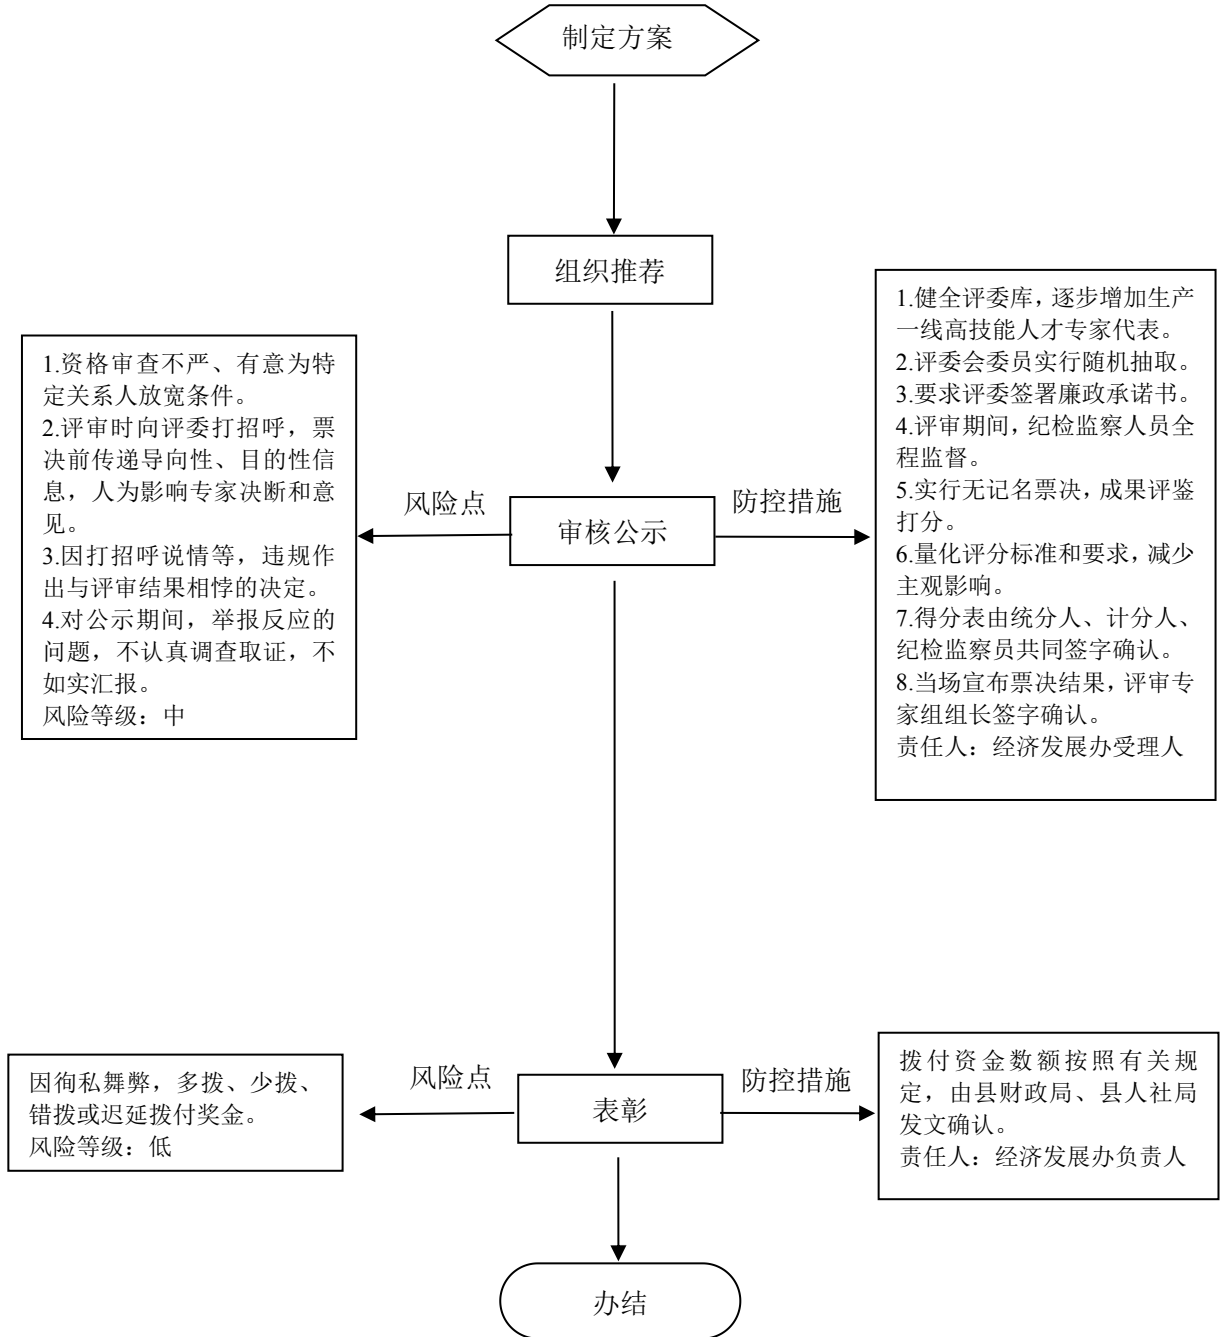 制定方案
组织推荐
1.资格审查不严、有意为特
定关系人放宽条件。
2.评审时向评委打招呼，票
决前传递导向性、目的性信
息，人为影响专家决断和意
见。
3.因打招呼说情等，违规作
出与评审结果相悖的决定。
4.对公示期间，举报反应的
问题，不认真调查取证，不
如实汇报。
风险等级：中
风险点
审核公示
防控措施
1.健全评委库，逐步增加生产
一线高技能人才专家代表。
2.评委会委员实行随机抽取。
3.要求评委签署廉政承诺书。
4.评审期间，纪检监察人员全
程监督。
5.实行无记名票决，成果评鉴
打分。
6.量化评分标准和要求，减少
主观影响。
7.得分表由统分人、计分人、
纪检监察员共同签字确认。
8.当场宣布票决结果，评审专
家组组长签字确认。
责任人：经济发展办受理人
因徇私舞弊，多拨、少拨、
错拨或迟延拨付奖金。
风险等级：低
风险点
表彰
防控措施
拨付资金数额按照有关规
定，由县财政局、县人社局
发文确认。
责任人：经济发展办负责人
办结